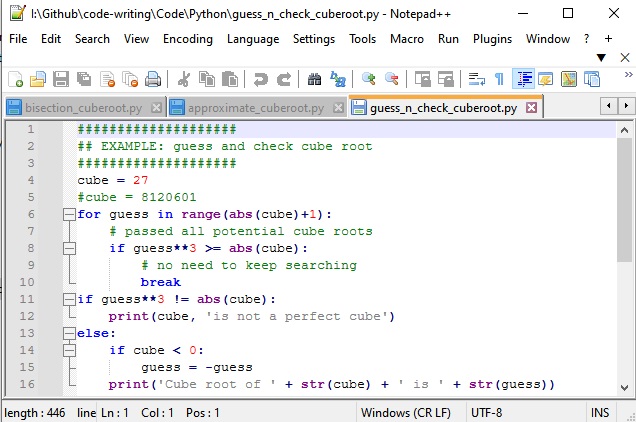 I:\Github\code-writing\Code\Python\guess_n_check_cuberoot.py - Notepad++
File Edit Search View Encoding Language Settings Tools Macro Run Plugins Window ? +
bisection_cuberoot.py approximate_cuberoot.py guess_n_check_cuberoot.py
1 ####################
2 ## EXAMPLE: guess and check cube root
3 ####################
4 cube = 27
5 #cube = 8120601
6 for guess in range(abs(cube)+1):
7     # passed all potential cube roots
8     if guess**3 >= abs(cube):
9         # no need to keep searching
10         break
11 if guess**3 != abs(cube):
12     print(cube, 'is not a perfect cube')
13 else:
14     if cube < 0:
15         guess = -guess
16     print('Cube root of ' + str(cube) + ' is ' + str(guess))
length : 446 line Ln : 1 Col : 1 Pos : 1 Windows (CR LF) UTF-8 INS